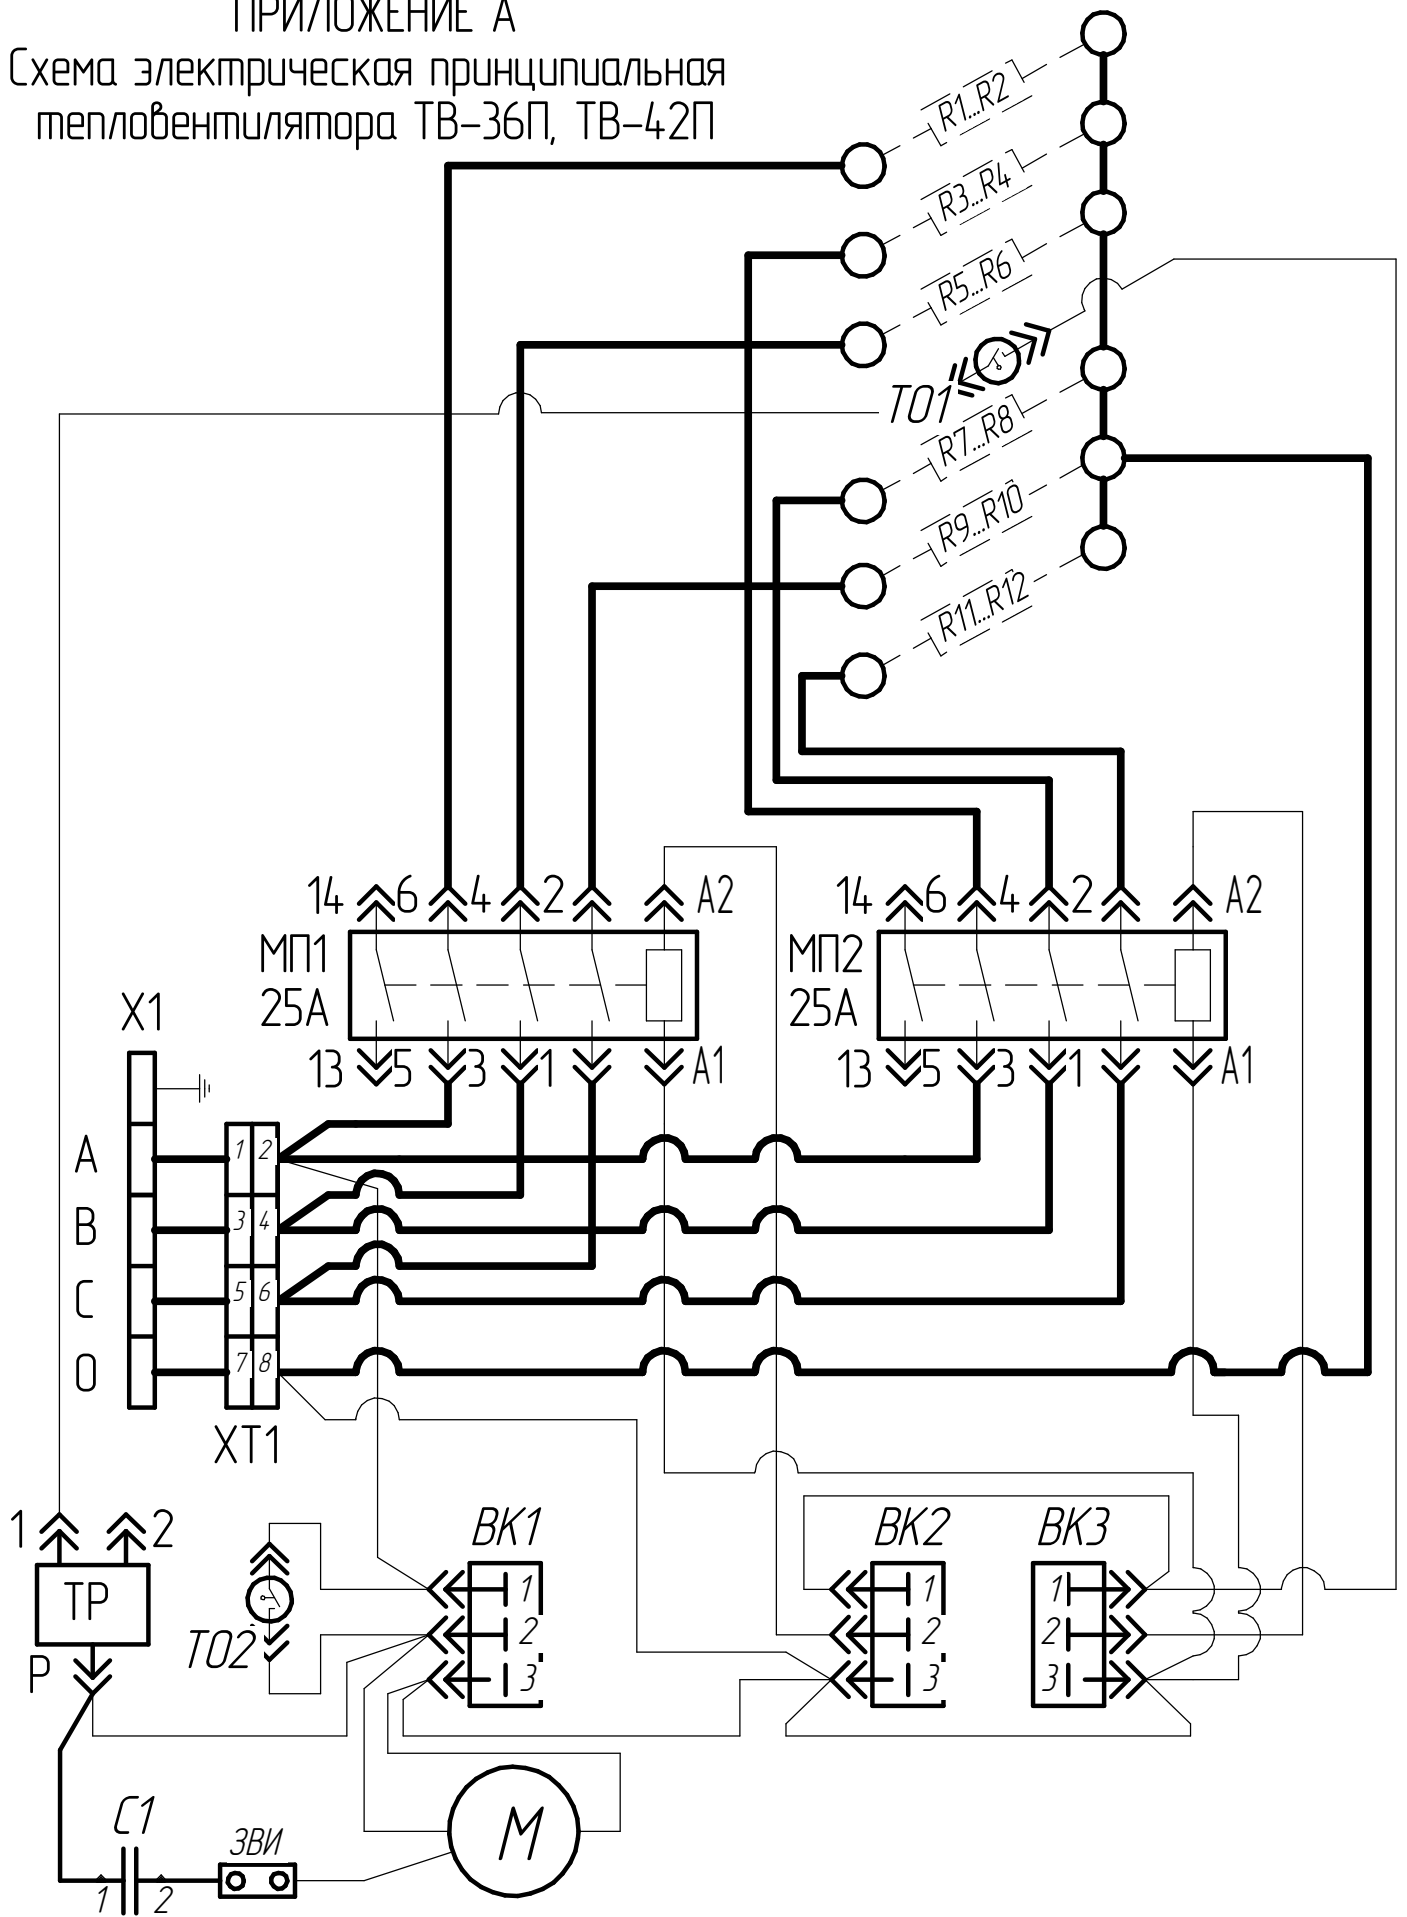 ПРИЛОЖЕНИЕ А
Схема электрическая принципиальная
тепловентилятора ТВ-36П, ТВ-42П
R1...R2
R3...R4
R5...R6
ТО1
R7...R8
R9...R10
R11...R12
14 6 4 2 А2
МП1
25А
13 5 3 1 А1
14 6 4 2 А2
МП2
25А
13 5 3 1 А1
Х1
А 1 2
В 3 4
С 5 6
О 7 8
ХТ1
1 2
ТР
Р
ТО2
ВК1
1
2
3
ВК2
1
2
3
ВК3
1
2
3
С1
1 2
ЗВИ
М